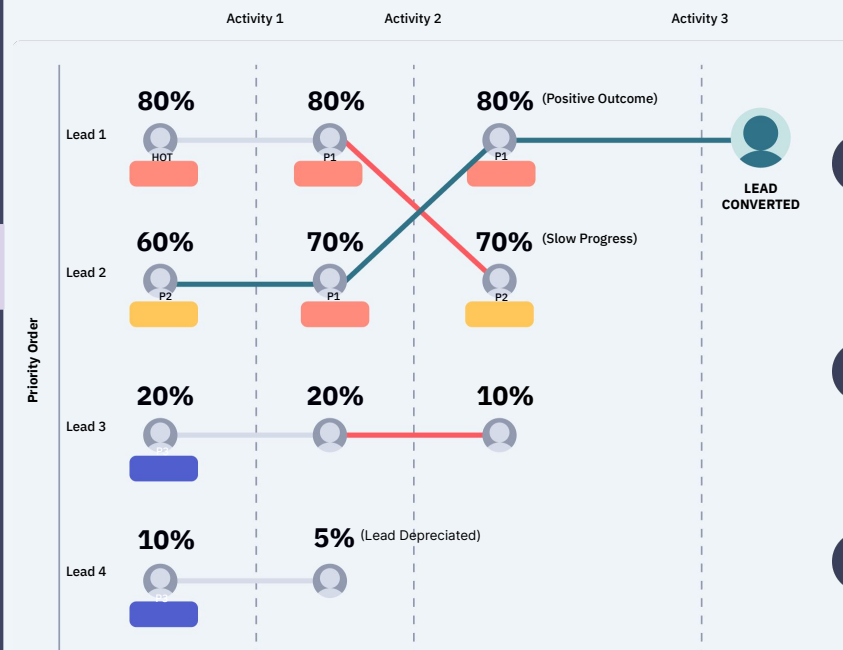 Activity 1
Activity 2
Activity 3
80%
80%
80% (Positive Outcome)
Lead 1
HOT
P1
P1
LEAD
CONVERTED
60%
70%
70% (Slow Progress)
Lead 2
P2
P1
P2
Priority Order
20%
20%
10%
Lead 3
P3
10%
5% (Lead Depreciated)
Lead 4
P3